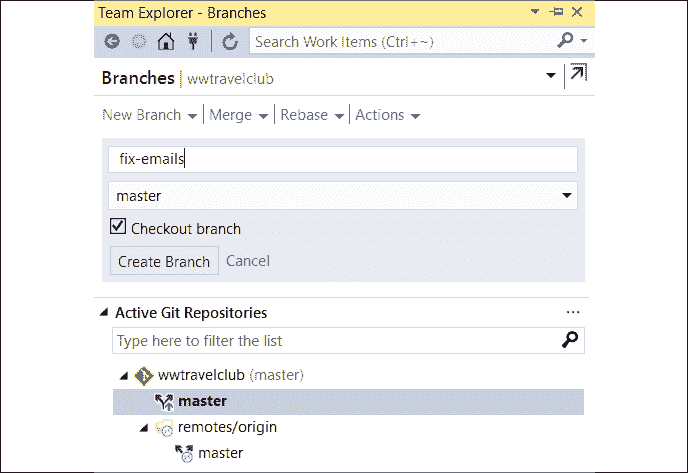 Team Explorer - Branches
Search Work Items (Ctrl+~)
Branches | wwtravelclub
New Branch | Merge | Rebase | Actions
fix-emails
master
Checkout branch
Create Branch Cancel
Active Git Repositories ...
Type here to filter the list
wwtravelclub (master)
master
remotes/origin
master